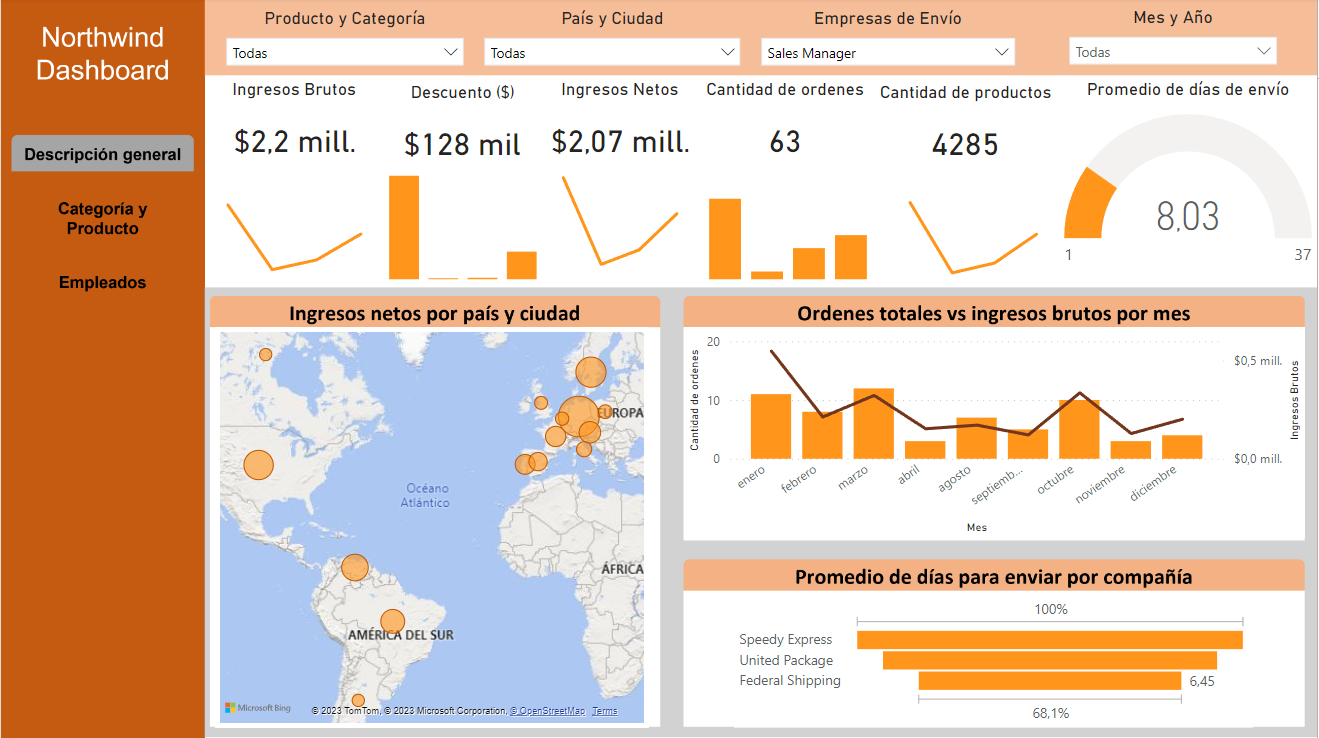 Northwind
Dashboard
Descripción general
Categoría y
Producto
Empleados
Producto y Categoría
País y Ciudad
Empresas de Envío
Mes y Año
Todas
Todas
Sales Manager
Todas
Ingresos Brutos
Descuento ($)
Ingresos Netos
Cantidad de ordenes
Cantidad de productos
Promedio de días de envío
$2,2 mill.
$128 mil
$2,07 mill.
63
4285
8,03
1
37
Ingresos netos por país y ciudad
EUROPA
Océano
Atlántico
ÁFRICA
AMÉRICA DEL SUR
Microsoft Bing
© 2023 TomTom, © 2023 Microsoft Corporation, © OpenStreetMap Terms
Ordenes totales vs ingresos brutos por mes
Cantidad de ordenes
20
10
0
$0,5 mill.
$0,0 mill.
Ingresos Brutos
enero
febrero
marzo
abril
agosto
septiemb...
octubre
noviembre
diciembre
Mes
Promedio de días para enviar por compañía
100%
Speedy Express
United Package
Federal Shipping
6,45
68,1%